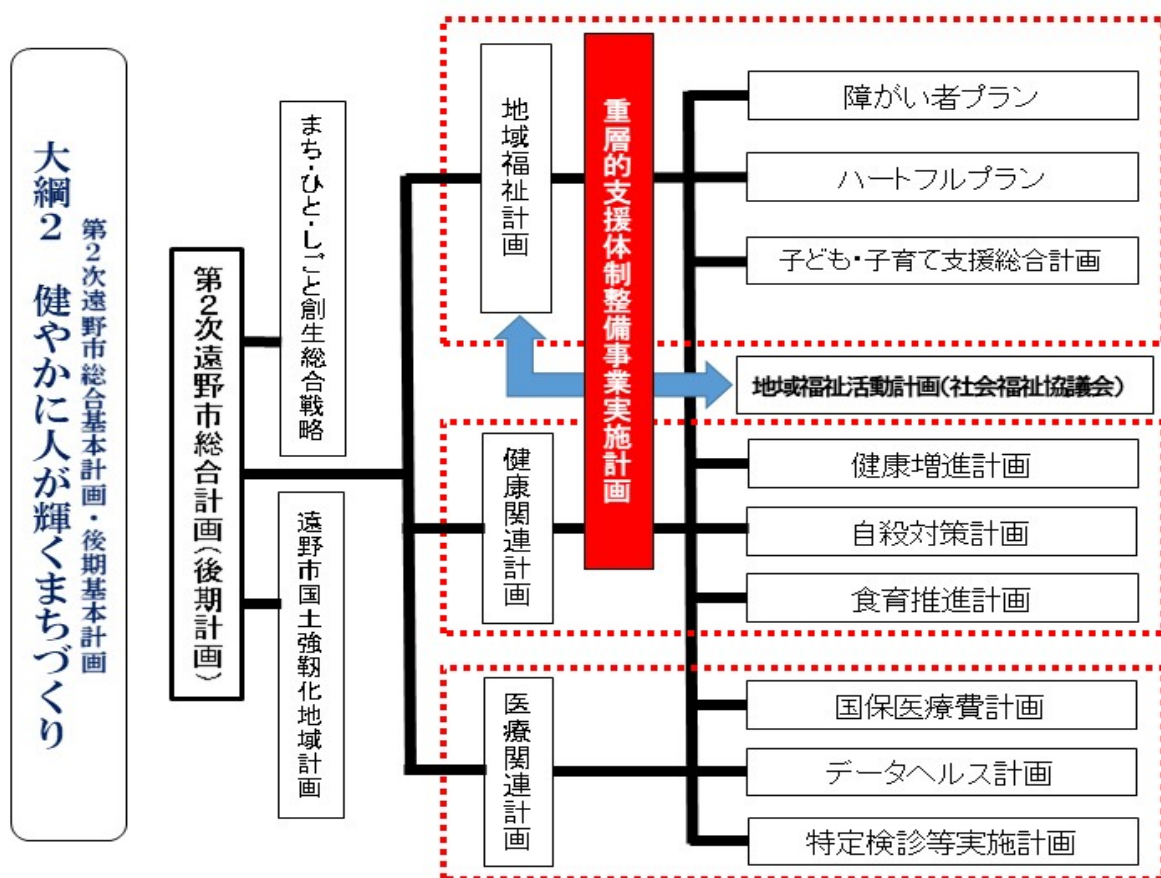 第２次遠野市総合基本計画・後期基本計画
大綱２　健やかに人が輝くまちづくり
第２次遠野市総合計画（後期計画）
まち・ひと・しごと創生総合戦略
遠野市国土強靭化地域計画
地域福祉計画
健康関連計画
医療関連計画
重層的支援体制整備事業実施計画
障がい者プラン
ハートフルプラン
子ども・子育て支援総合計画
地域福祉活動計画（社会福祉協議会）
健康増進計画
自殺対策計画
食育推進計画
国保医療費計画
データヘルス計画
特定検診等実施計画